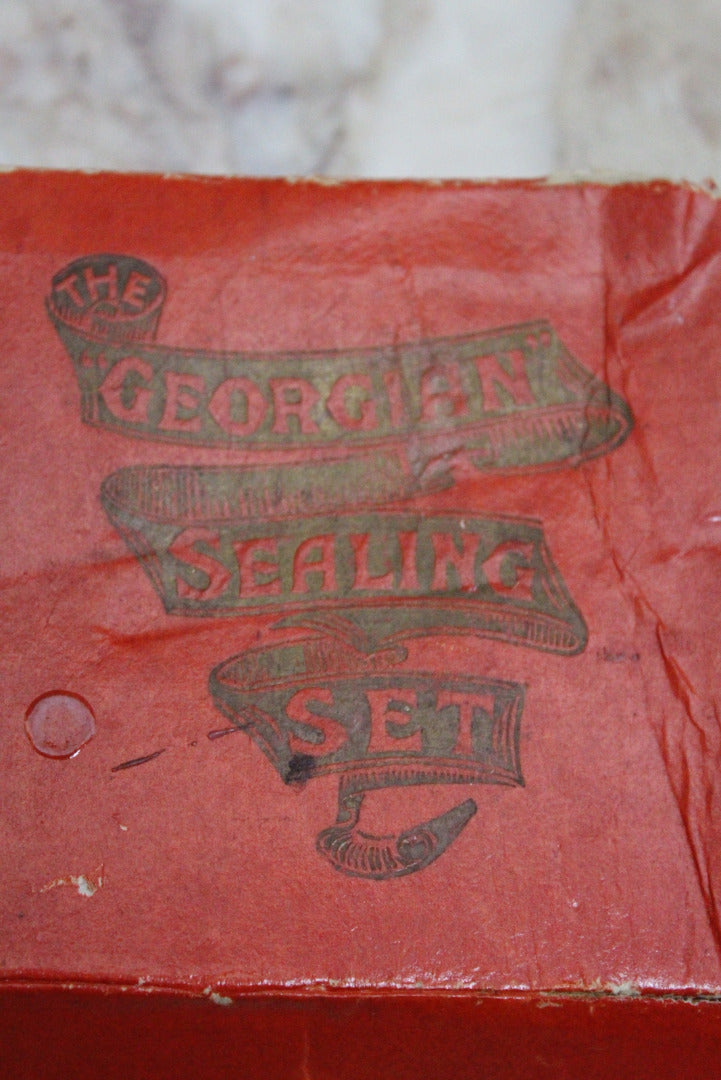 THE
"GEORGIAN"
SEALING
SET